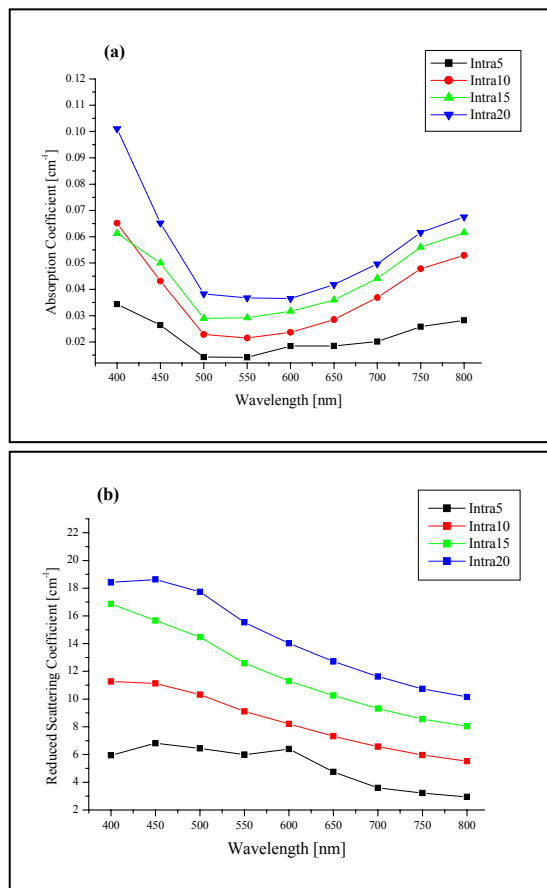 (a)
Intra5
Intra10
Intra15
Intra20
0.12
0.11
0.10
0.09
0.08
0.07
0.06
0.05
0.04
0.03
0.02
Absorption Coefficient [cm⁻¹]
400 450 500 550 600 650 700 750 800
Wavelength [nm]
(b)
Intra5
Intra10
Intra15
Intra20
22
20
18
16
14
12
10
8
6
4
2
Reduced Scattering Coefficient [cm⁻¹]
400 450 500 550 600 650 700 750 800
Wavelength [nm]